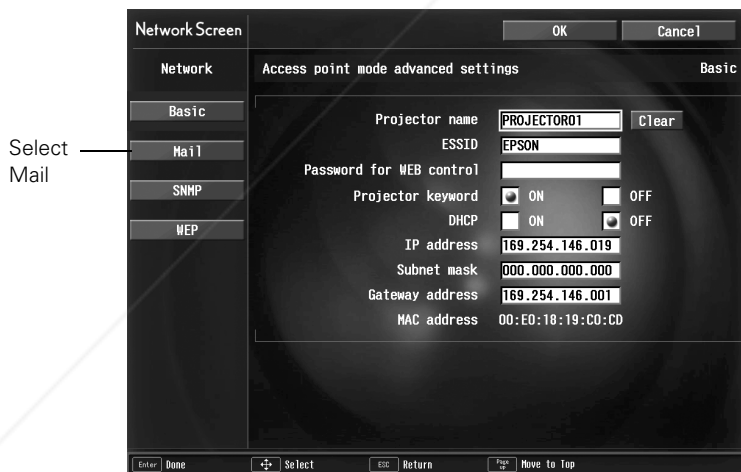 Network Screen
OK
Cancel
Network
Access point mode advanced settings
Basic
Basic
Mail
SNMP
WEP
Select
Mail
Projector name PROJECTOR01 Clear
ESSID EPSON
Password for WEB control
Projector keyword ON OFF
DHCP ON OFF
IP address 169.254.146.019
Subnet mask 000.000.000.000
Gateway address 169.254.146.001
MAC address 00:E0:18:19:C0:CD
Enter Done
Select
ESC Return
Page up Move to Top